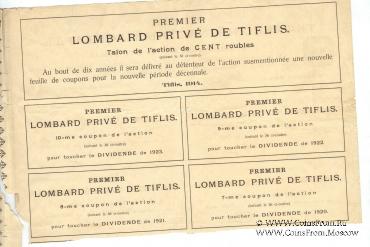 PREMIER
LOMBARD PRIVÉ DE TIFLIS.
Talon de l'action de CENT roubles
Au bout de dix années il sera délivré au détenteur de l'action susmentionnée une nouvelle
feuille de coupons pour la nouvelle période décennale.
Tiflis, 1914.
PREMIER
LOMBARD PRIVÉ DE TIFLIS.
10-me coupon de l'action
pour toucher le DIVIDENDE de 1923.
PREMIER
LOMBARD PRIVÉ DE TIFLIS.
9-me coupon de l'action
pour toucher le DIVIDENDE de 1922.
PREMIER
LOMBARD PRIVÉ DE TIFLIS.
8-me coupon de l'action
pour toucher le DIVIDENDE de 1921.
PREMIER
LOMBARD PRIVÉ DE TIFLIS.
7-me coupon de l'action
pour toucher le DIVIDENDE de 1920.
www.CoinsFrom.Ru
CoinsFrom.Moscow